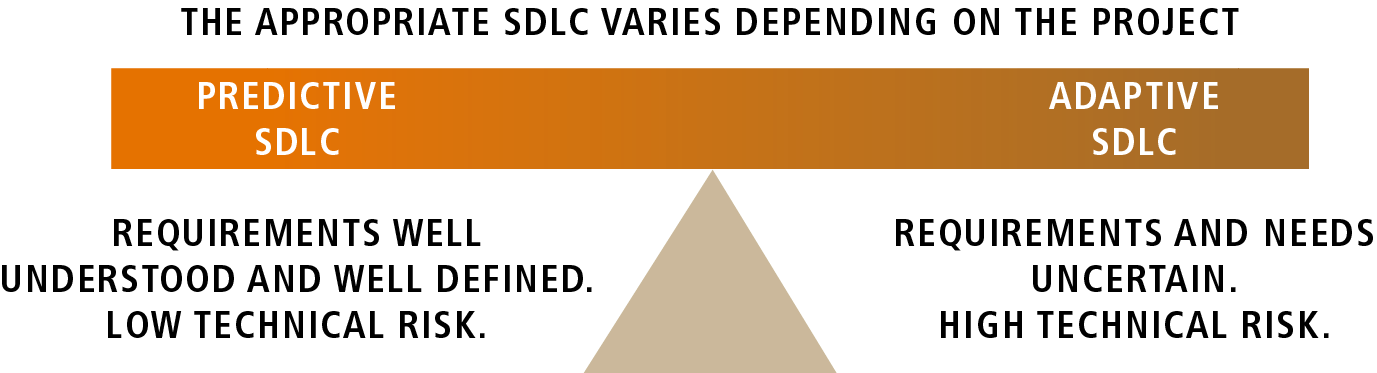 THE APPROPRIATE SDLC VARIES DEPENDING ON THE PROJECT
PREDICTIVE
SDLC
ADAPTIVE
SDLC
REQUIREMENTS WELL
UNDERSTOOD AND WELL DEFINED.
LOW TECHNICAL RISK.
REQUIREMENTS AND NEEDS
UNCERTAIN.
HIGH TECHNICAL RISK.